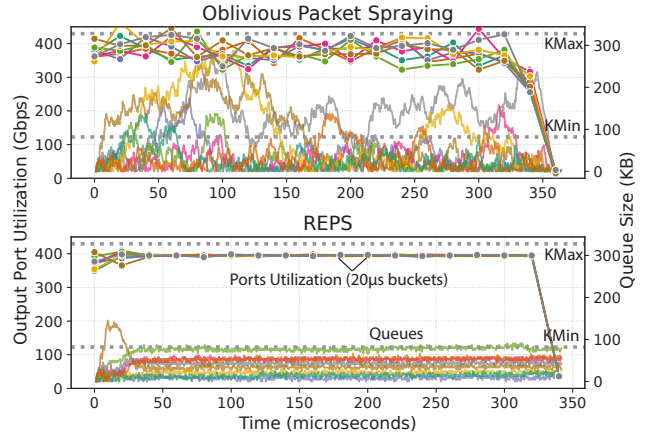 Oblivious Packet Spraying
400
300
200
100
0
KMax
300
200
KMin
100
0
0 50 100 150 200 250 300 350
REPS
400
300
200
100
0
KMax
300
Ports Utilization (20μs buckets)
200
Queues
KMin
100
0
0 50 100 150 200 250 300 350
Time (microseconds)
Output Port Utilization (Gbps)
Queue Size (KB)